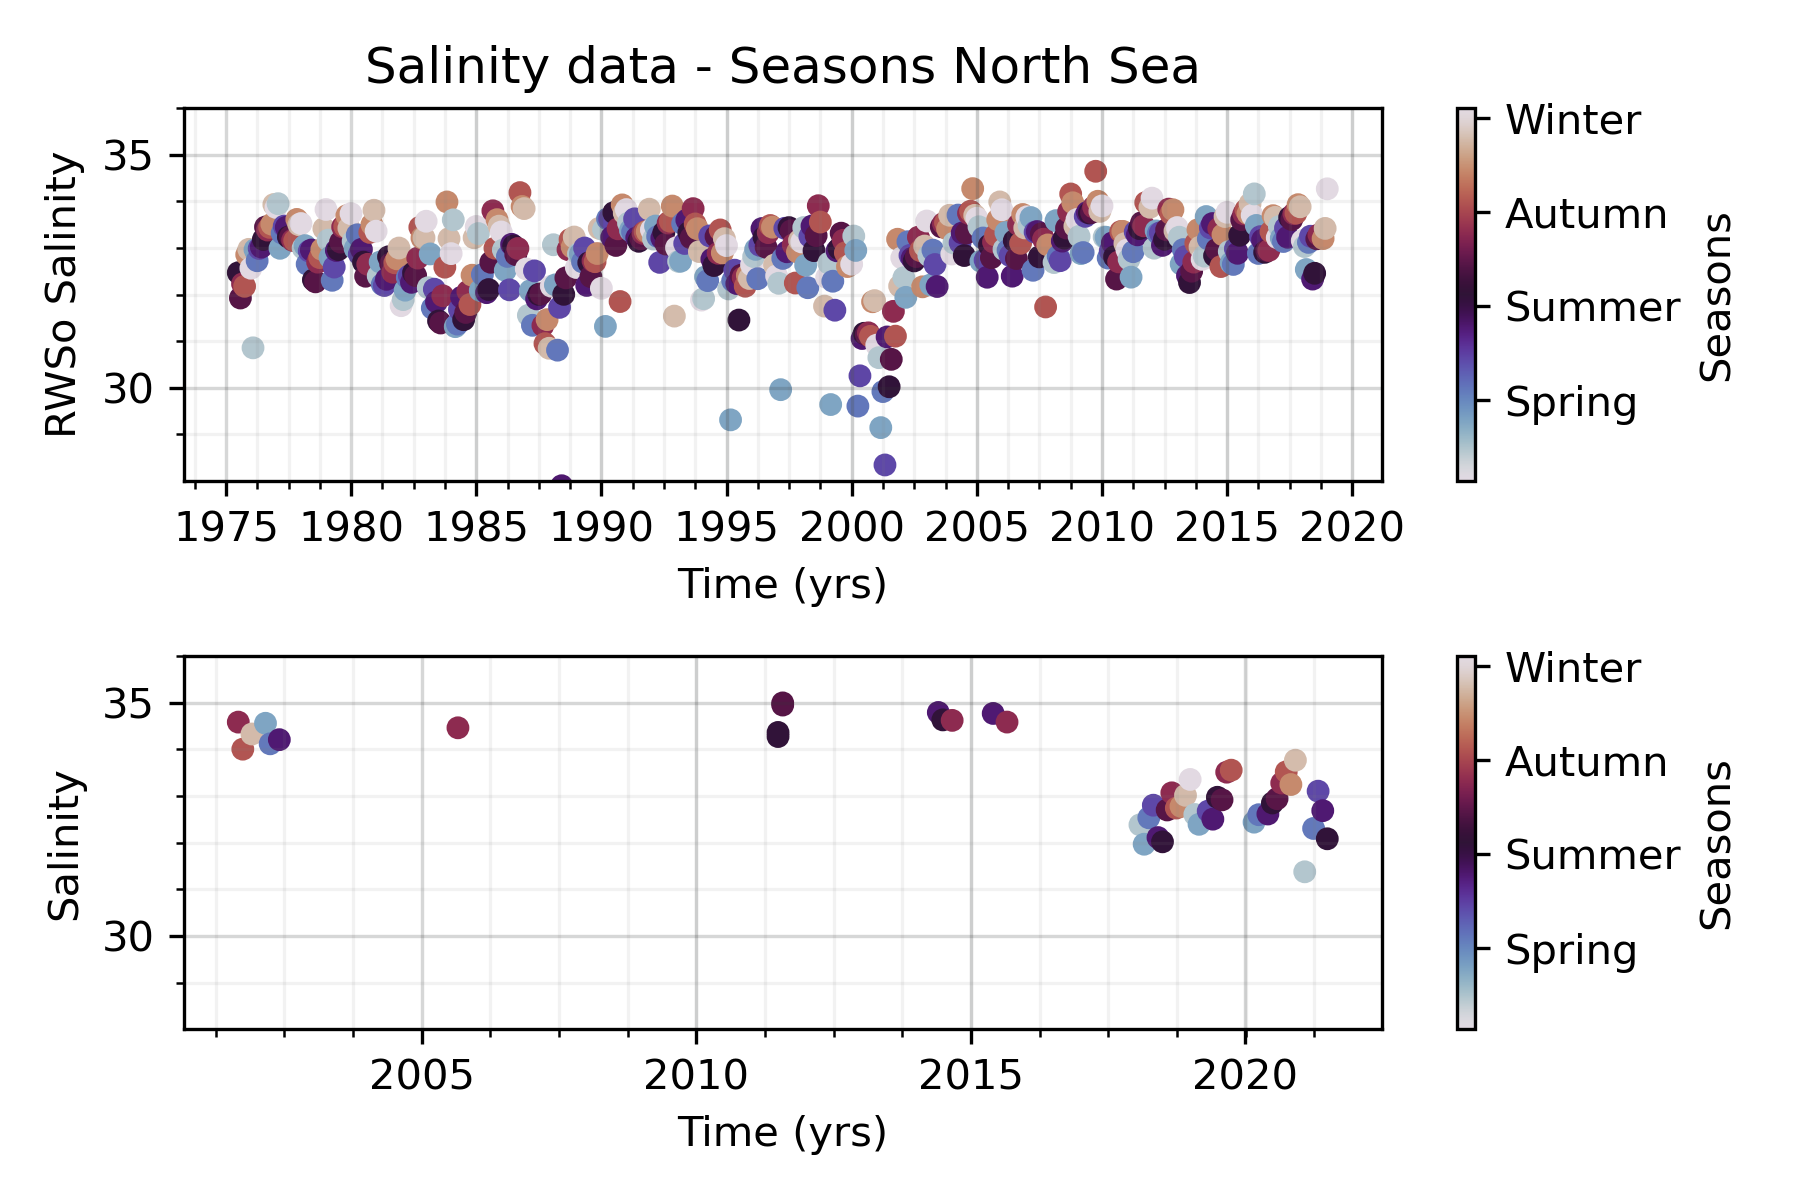 Salinity data - Seasons North Sea
RWSo Salinity
35
30
1975 1980 1985 1990 1995 2000 2005 2010 2015 2020
Time (yrs)
Winter
Autumn
Summer
Spring
Seasons
Salinity
35
30
2005 2010 2015 2020
Time (yrs)
Winter
Autumn
Summer
Spring
Seasons